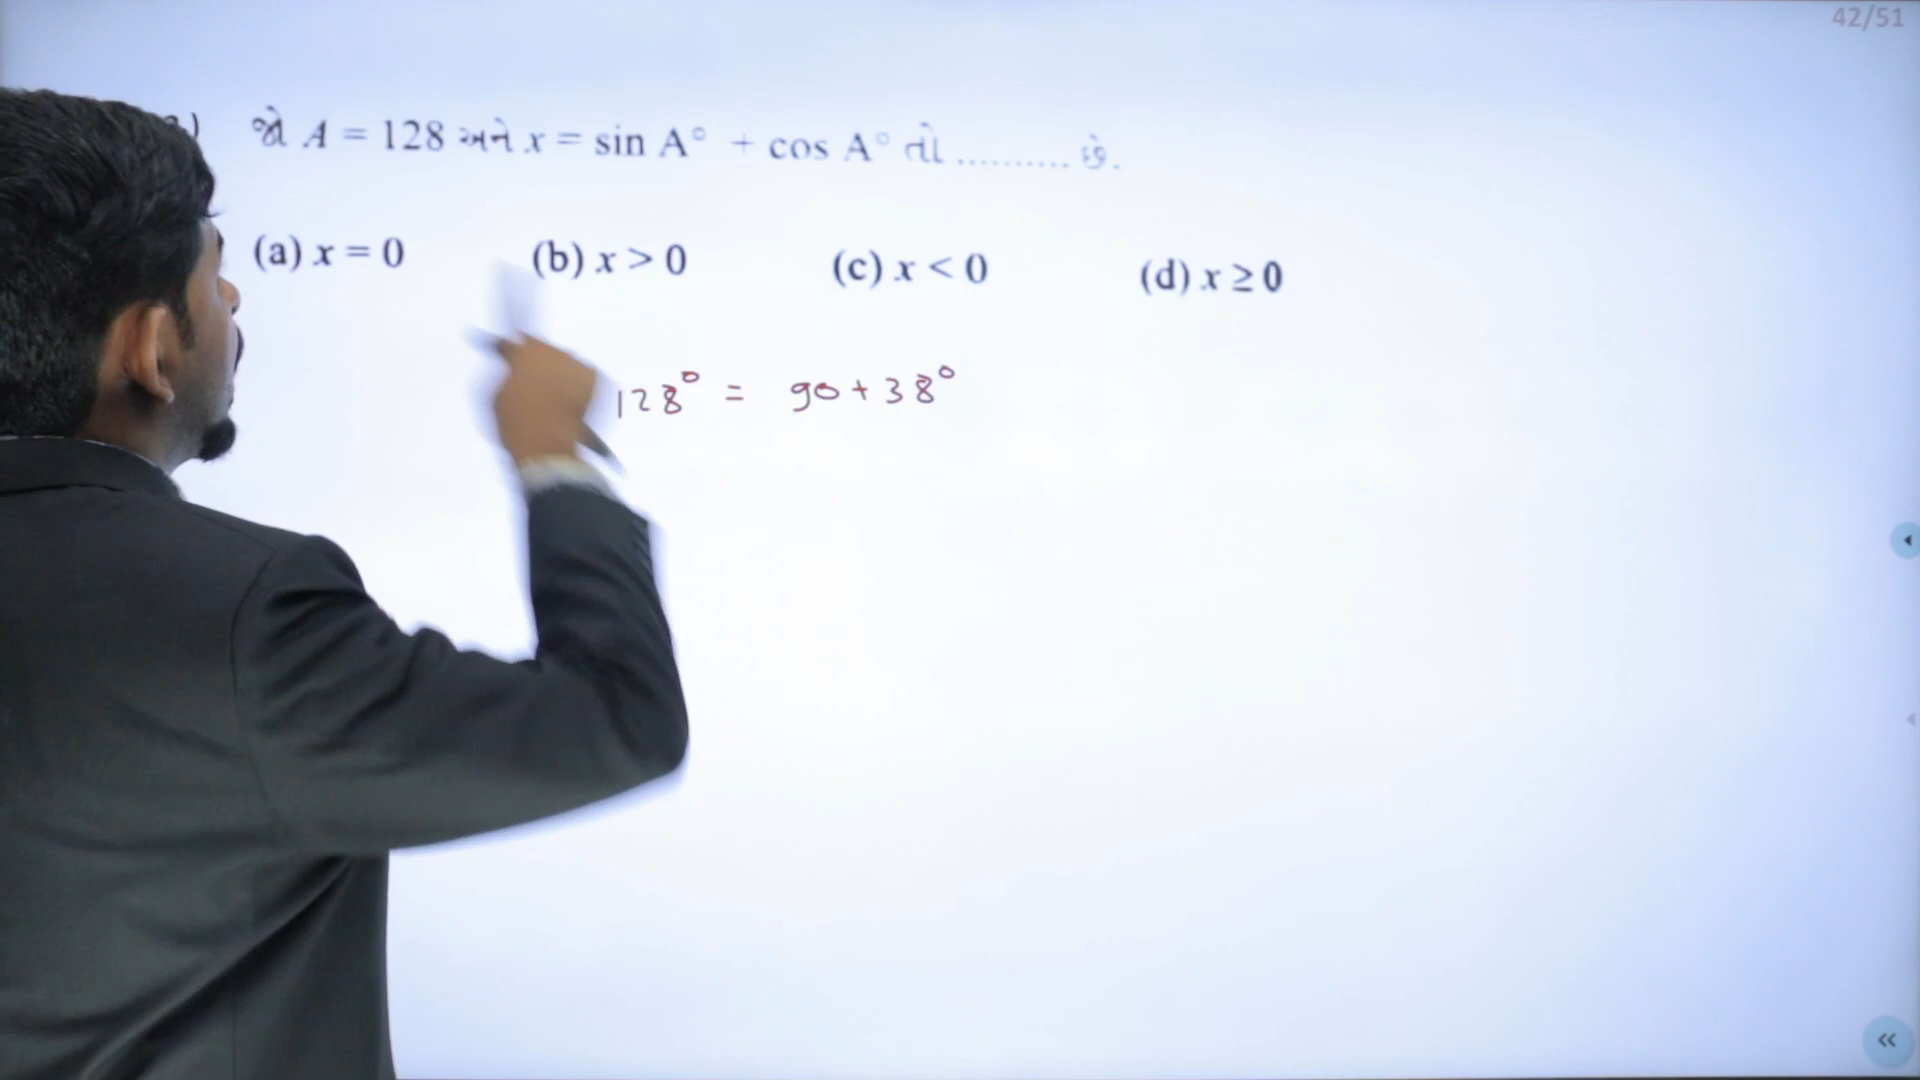 42/51
જો A = 128 અને x = sin A° + cos A° તો .......... છે.
(a) x = 0 (b) x > 0 (c) x < 0 (d) x ≥ 0
128° = 90 + 38°